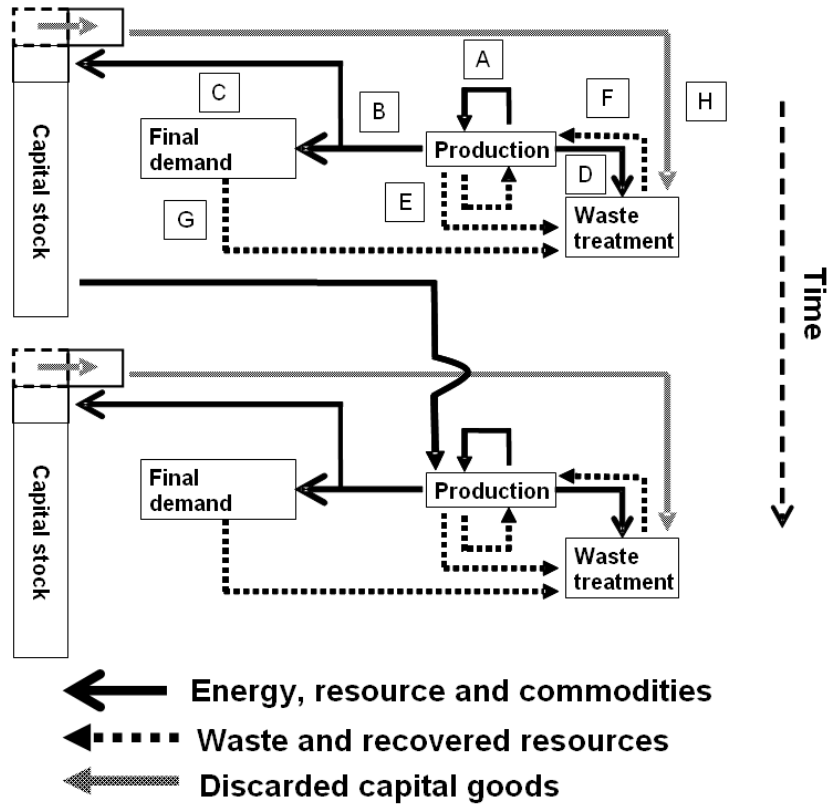 A
C
B
F
H
Final
demand
Production
D
E
G
Waste
treatment
Capital stock
Time
Final
demand
Production
Waste
treatment
Capital stock
Energy, resource and commodities
Waste and recovered resources
Discarded capital goods